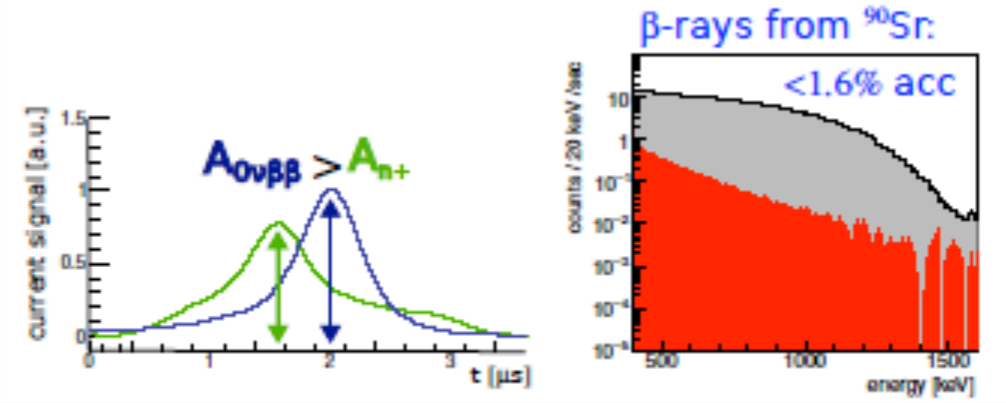 β-rays from ⁹⁰Sr:
<1.6% acc
A0νββ > An+
current signal [a.u.]
1.5
1
0.5
0
0 1 2 3
t [μs]
counts / 20 keV /sec
10
1
10⁻¹
10⁻²
10⁻³
10⁻⁴
10⁻⁵
500 1000 1500
energy [keV]